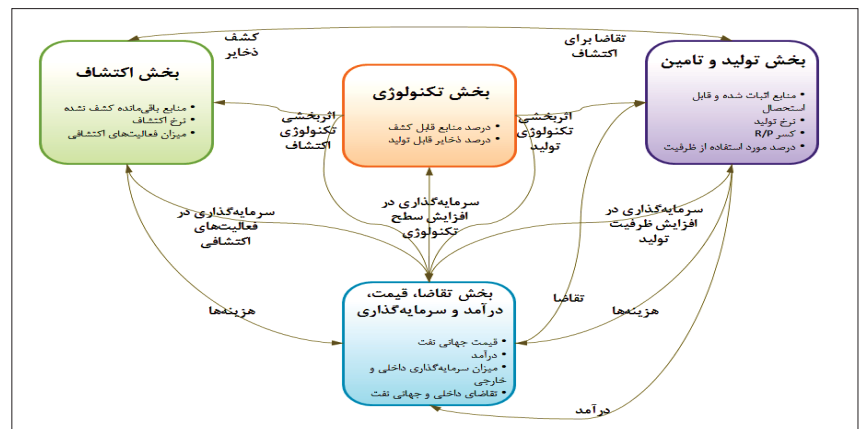 کشف
ذخایر
تقاضا برای
اکتشاف
بخش تولید و تامین
• منابع اثبات شده و قابل
استحصال
• نرخ تولید
• کسر R/P
• درصد مورد استفاده از ظرفیت
بخش تکنولوژی
• درصد منابع قابل کشف
• درصد ذخایر قابل تولید
بخش اکتشاف
• منابع باقی‌مانده کشف نشده
• نرخ اکتشاف
• میزان فعالیت‌های اکتشافی
اثربخشی
تکنولوژی
تولید
اثربخشی
تکنولوژی
اکتشاف
سرمایه‌گذاری در
افزایش ظرفیت
تولید
سرمایه‌گذاری در
افزایش سطح
تکنولوژی
سرمایه‌گذاری در
فعالیت‌های
اکتشافی
هزینه‌ها
تقاضا
هزینه‌ها
بخش تقاضا، قیمت،
درآمد و سرمایه‌گذاری
• قیمت جهانی نفت
• درآمد
• میزان سرمایه‌گذاری داخلی و
خارجی
• تقاضای داخلی و جهانی نفت
درآمد